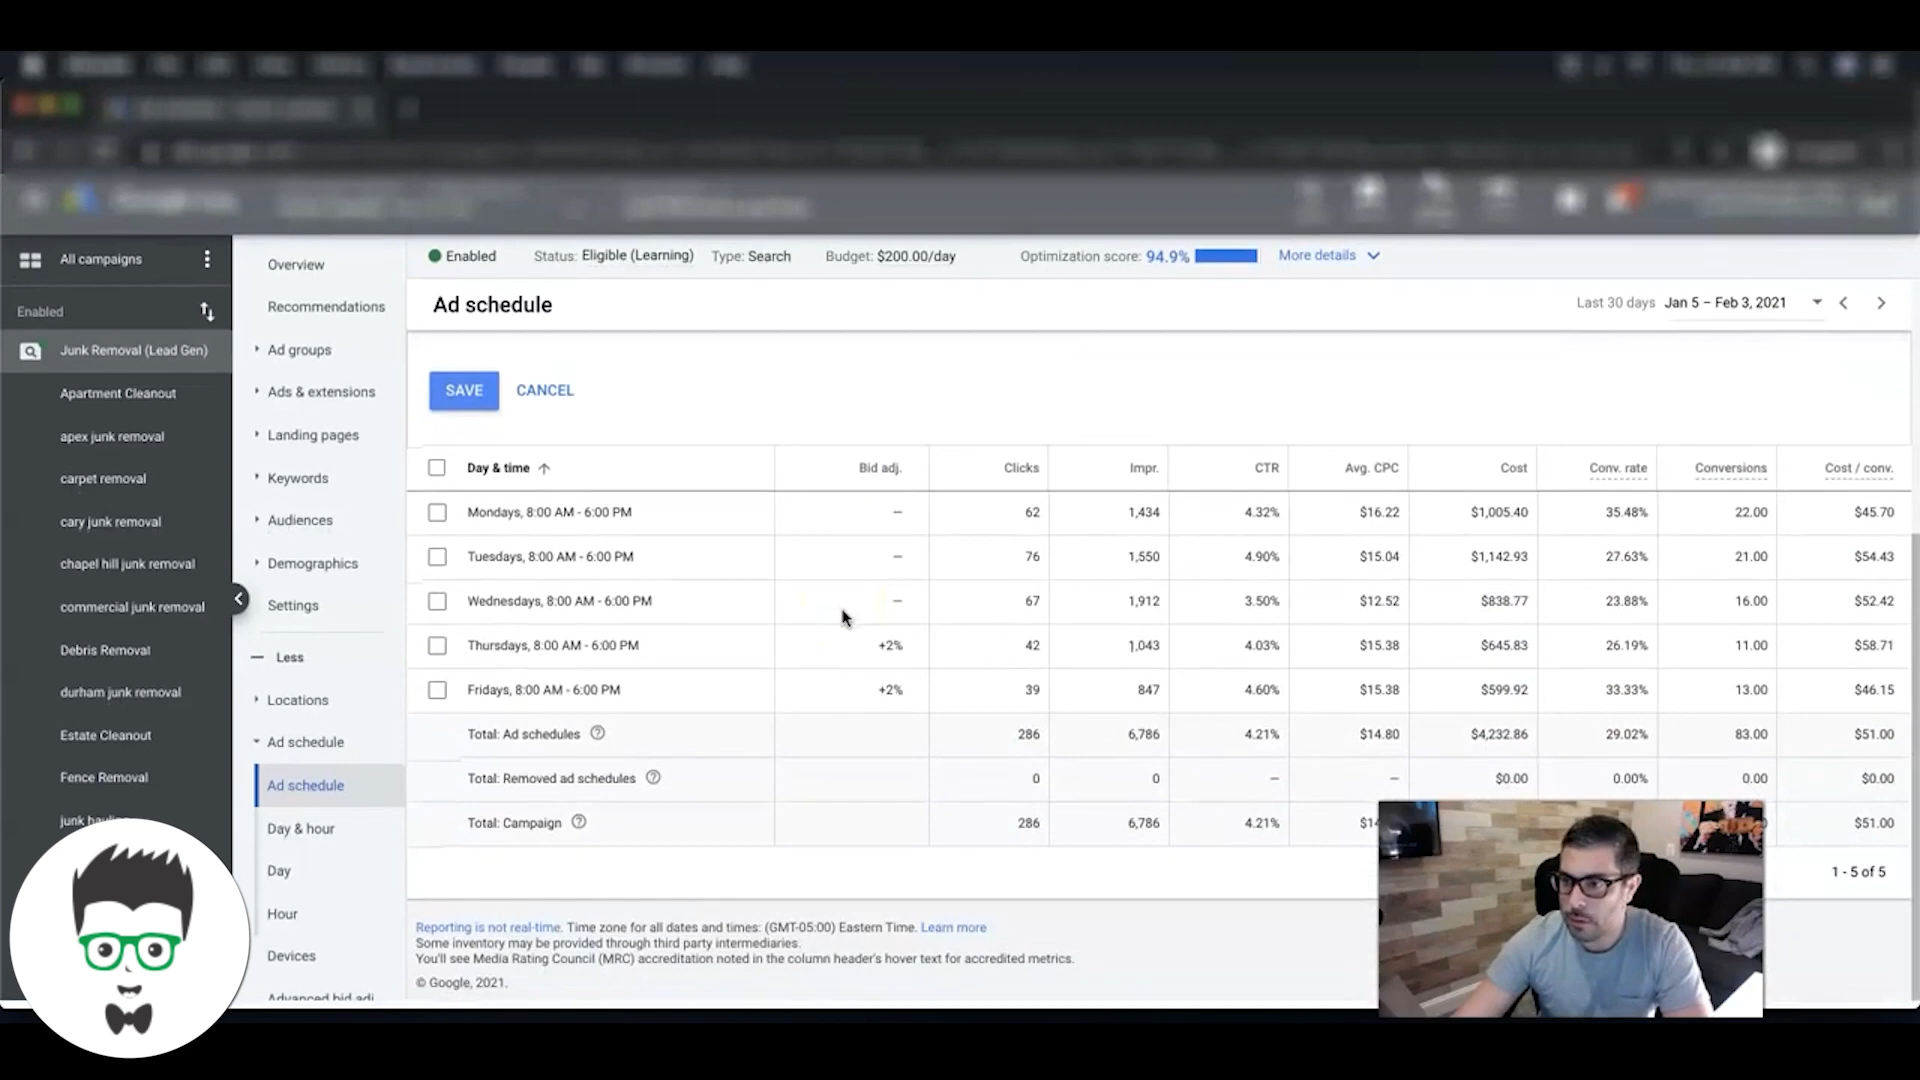 All campaigns
Enabled
Junk Removal (Lead Gen)
Apartment Cleanout
apex junk removal
carpet removal
cary junk removal
chapel hill junk removal
commercial junk removal
Debris Removal
durham junk removal
Estate Cleanout
Fence Removal
junk
Overview
Recommendations
Ad groups
Ads & extensions
Landing pages
Keywords
Audiences
Demographics
Settings
Less
Locations
Ad schedule
Ad schedule
Day & hour
Day
Hour
Devices
Advanced bid adj
Enabled Status: Eligible (Learning) Type: Search Budget: $200.00/day Optimization score: 94.9% More details
Ad schedule Last 30 days Jan 5 – Feb 3, 2021
SAVE CANCEL
Day & time Bid adj. Clicks Impr. CTR Avg. CPC Cost Conv. rate Conversions Cost / conv.
Mondays, 8:00 AM - 6:00 PM – 62 1,434 4.32% $16.22 $1,005.40 35.48% 22.00 $45.70
Tuesdays, 8:00 AM - 6:00 PM – 76 1,550 4.90% $15.04 $1,142.93 27.63% 21.00 $54.43
Wednesdays, 8:00 AM - 6:00 PM – 67 1,912 3.50% $12.52 $838.77 23.88% 16.00 $52.42
Thursdays, 8:00 AM - 6:00 PM +2% 42 1,043 4.03% $15.38 $645.83 26.19% 11.00 $58.71
Fridays, 8:00 AM - 6:00 PM +2% 39 847 4.60% $15.38 $599.92 33.33% 13.00 $46.15
Total: Ad schedules 286 6,786 4.21% $14.80 $4,232.86 29.02% 83.00 $51.00
Total: Removed ad schedules 0 0 – – $0.00 0.00% 0.00 $0.00
Total: Campaign 286 6,786 4.21% $14 $51.00
1 - 5 of 5
Reporting is not real-time. Time zone for all dates and times: (GMT-05:00) Eastern Time. Learn more
Some inventory may be provided through third party intermediaries.
You'll see Media Rating Council (MRC) accreditation noted in the column header's hover text for accredited metrics.
© Google, 2021.